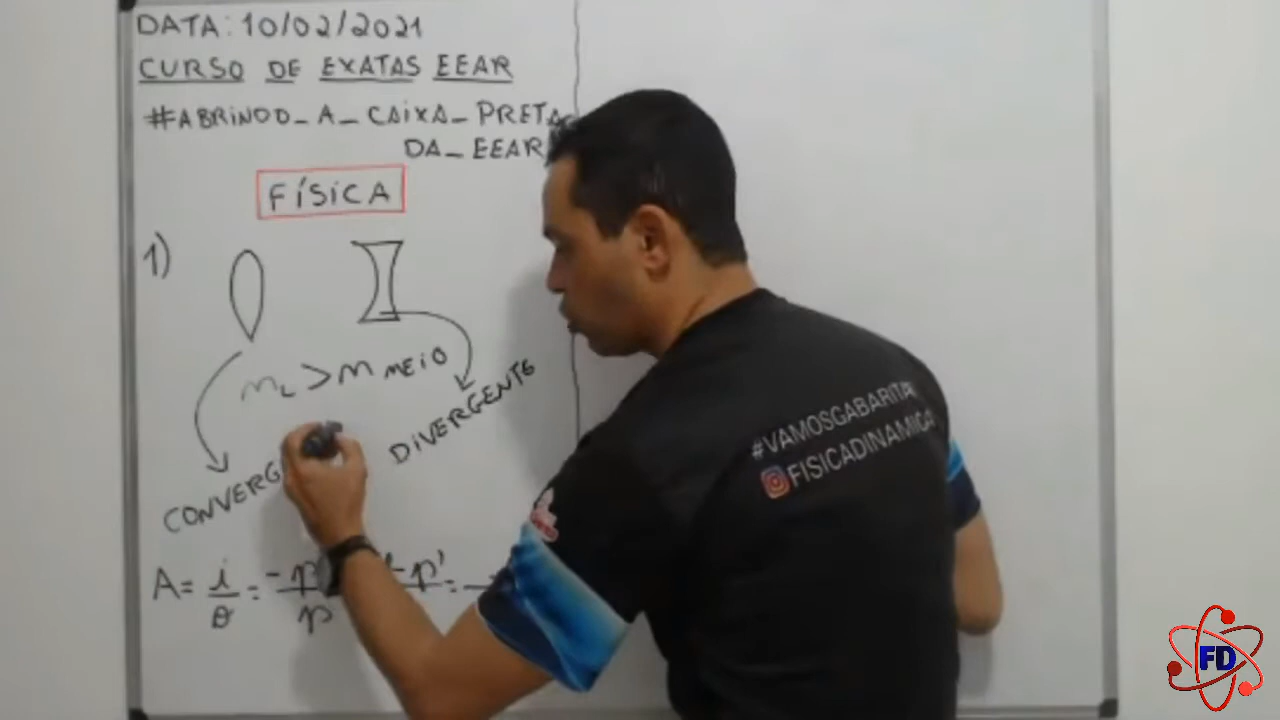 DATA: 10/02/2021
CURSO DE EXATAS EEAR
#ABRINDO_A_CAIXA_PRETA
DA_EEAR
FÍSICA
1)
n_L > n MEIO
DIVERGENTE
CONVERG
A = i/o = -p'/p
#VAMOSGABARITAR
FISICADINAMICA
FD